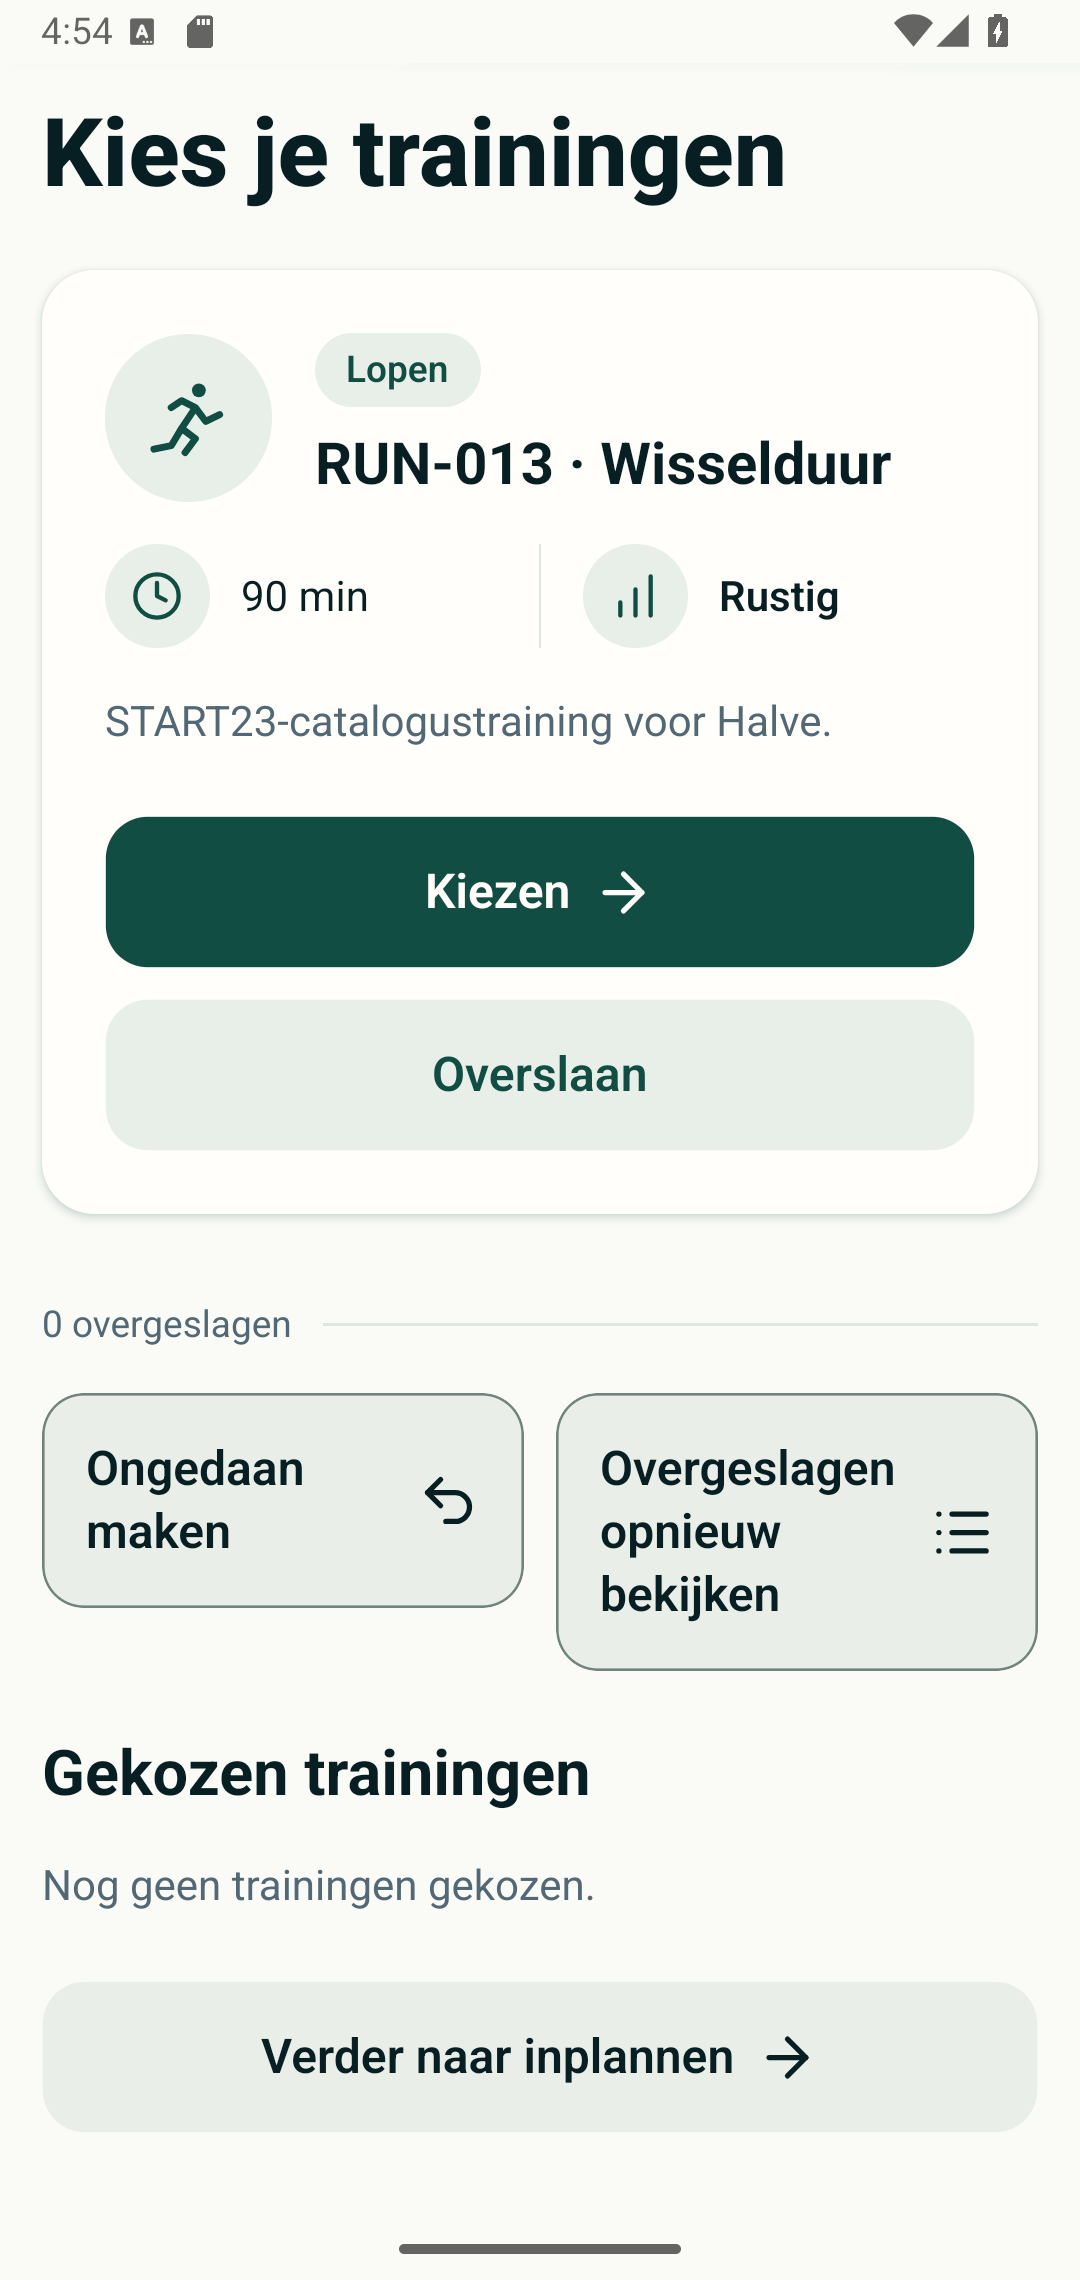 4:54
Kies je trainingen
Lopen
RUN-013 · Wisselduur
90 min
Rustig
START23-catalogustraining voor Halve.
Kiezen
Overslaan
0 overgeslagen
Ongedaan
maken
Overgeslagen
opnieuw
bekijken
Gekozen trainingen
Nog geen trainingen gekozen.
Verder naar inplannen